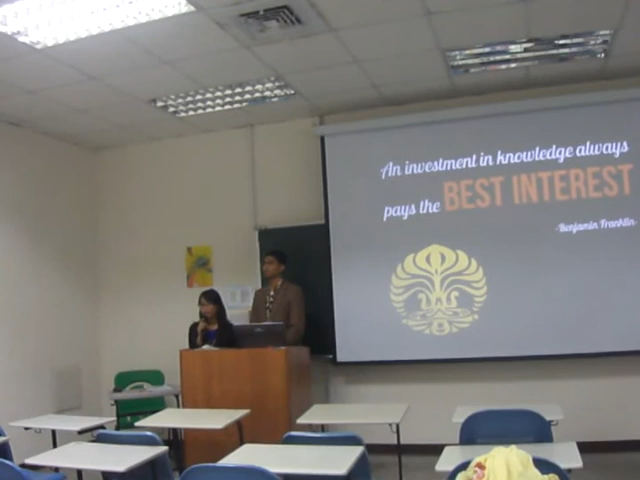 An investment in knowledge always
pays the BEST INTEREST
-Benjamin Franklin-